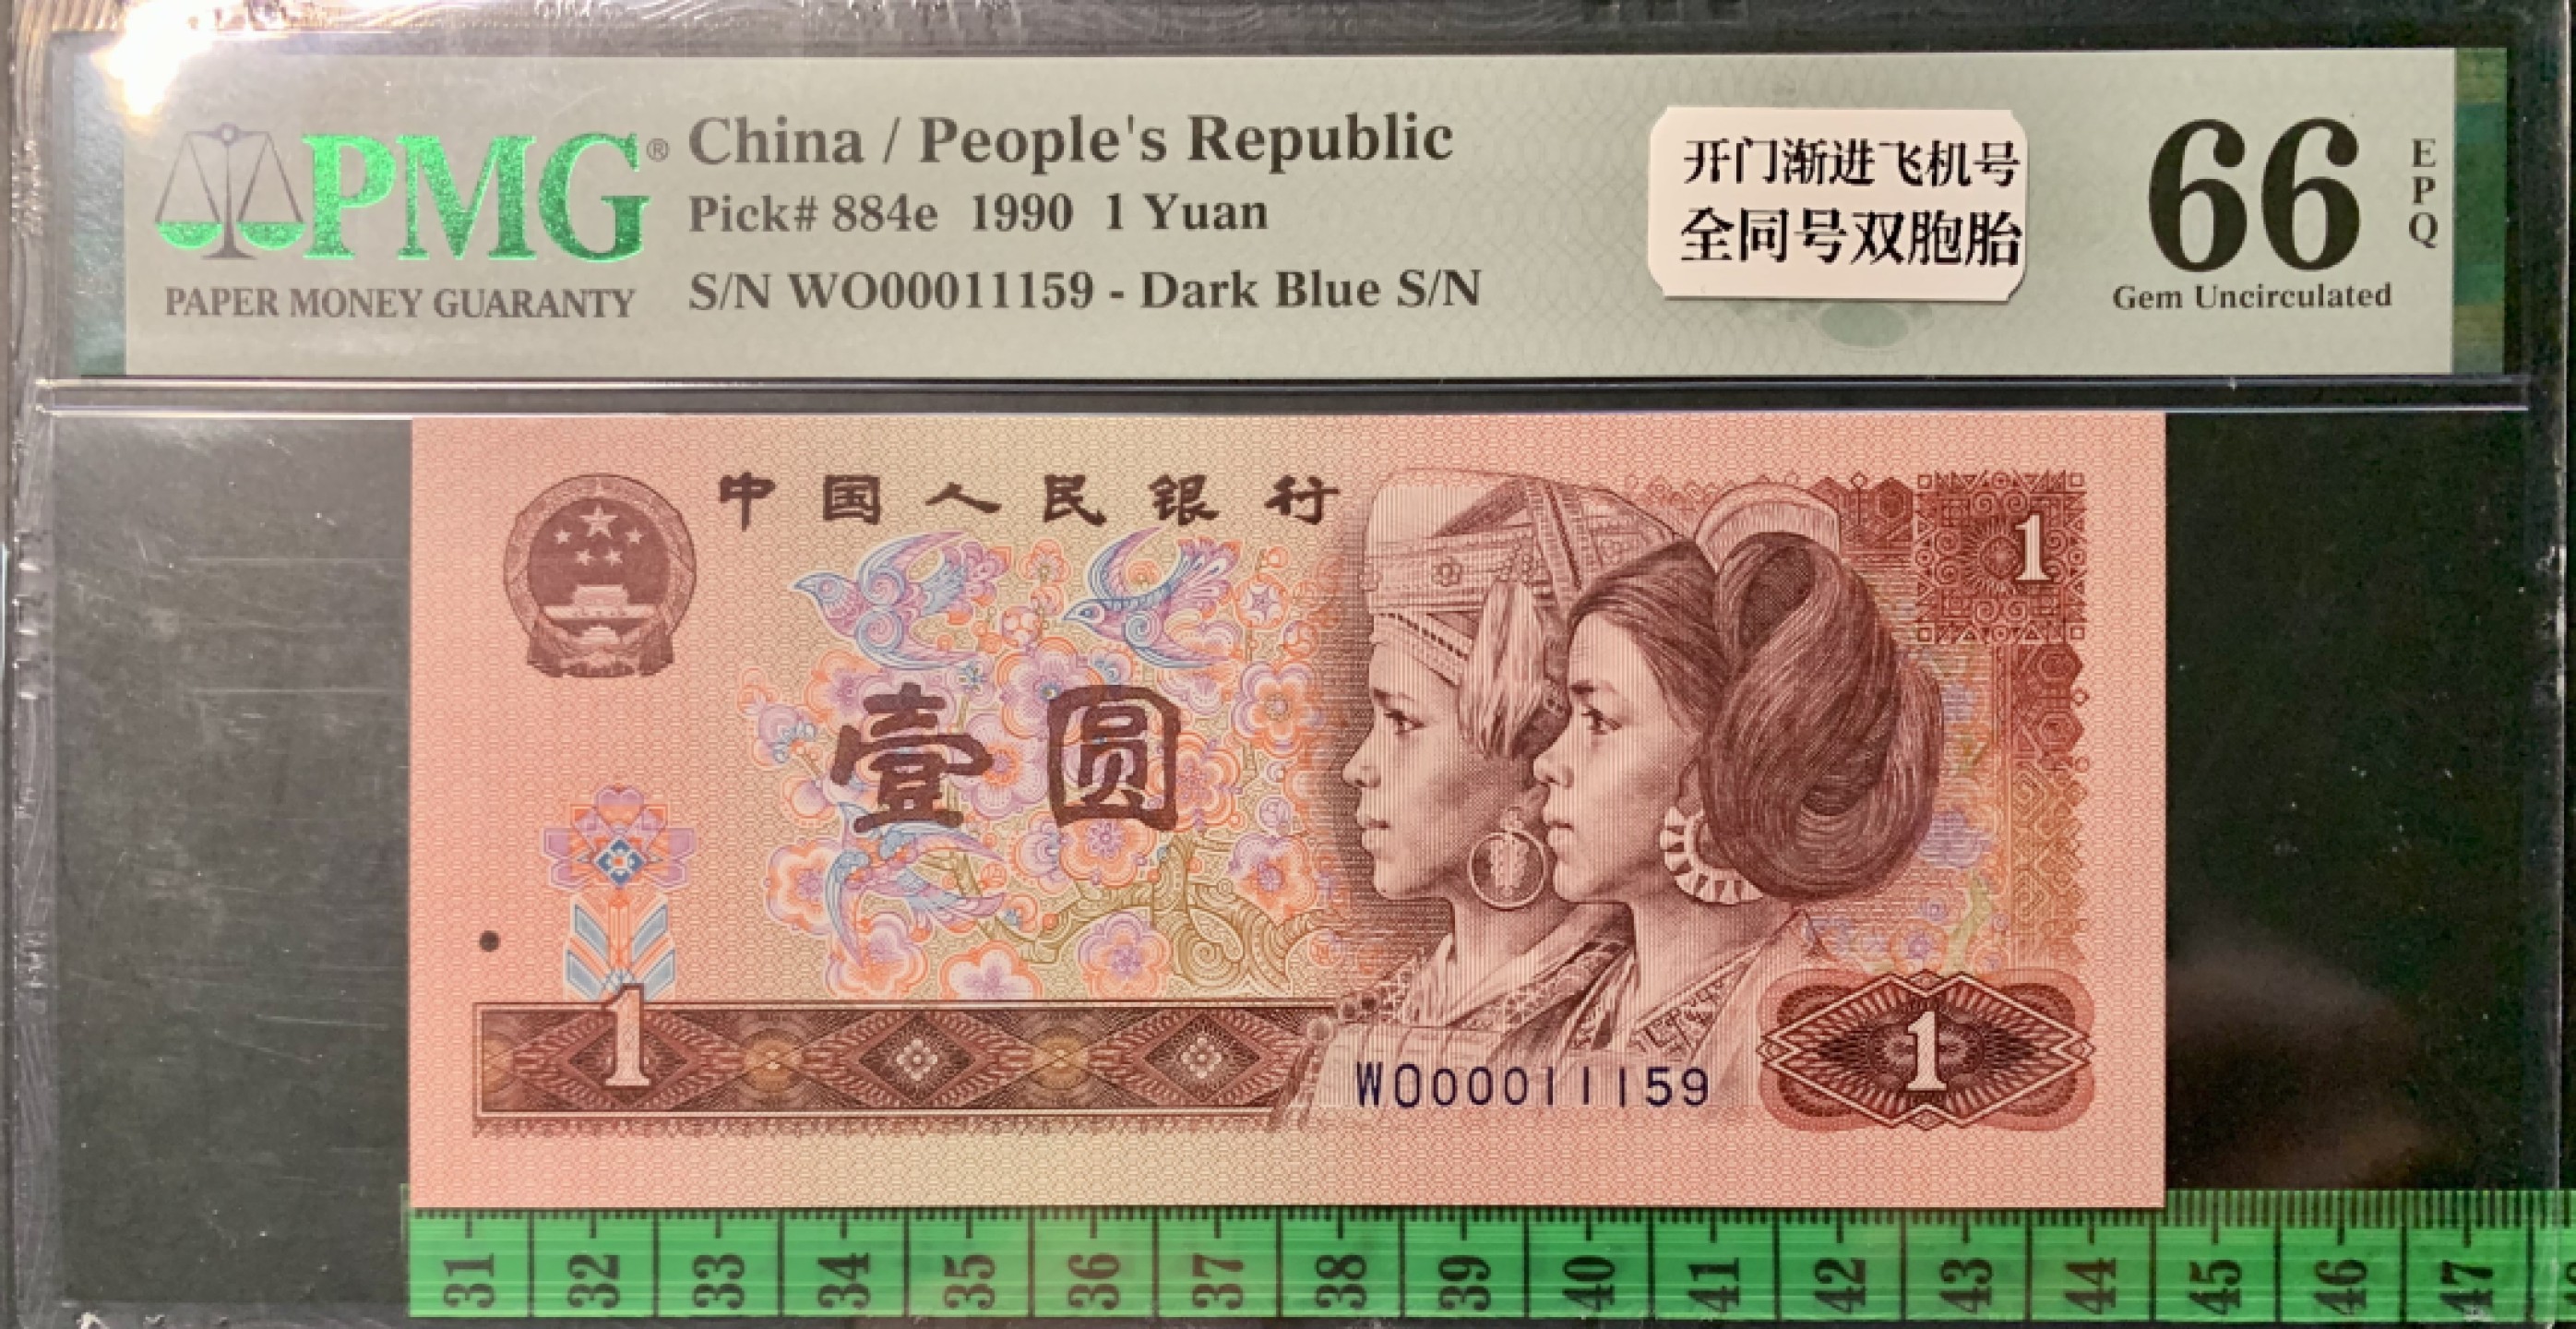 PMG®
PAPER MONEY GUARANTY
China / People's Republic
Pick# 884e 1990 1 Yuan
S/N WO00011159 - Dark Blue S/N
开门渐进飞机号
全同号双胞胎
66
EPQ
Gem Uncirculated
中国人民银行
1
壹圆
1
WO00011159
1
31 32 33 34 35 36 37 38 39 40 41 42 43 44 45 46 47